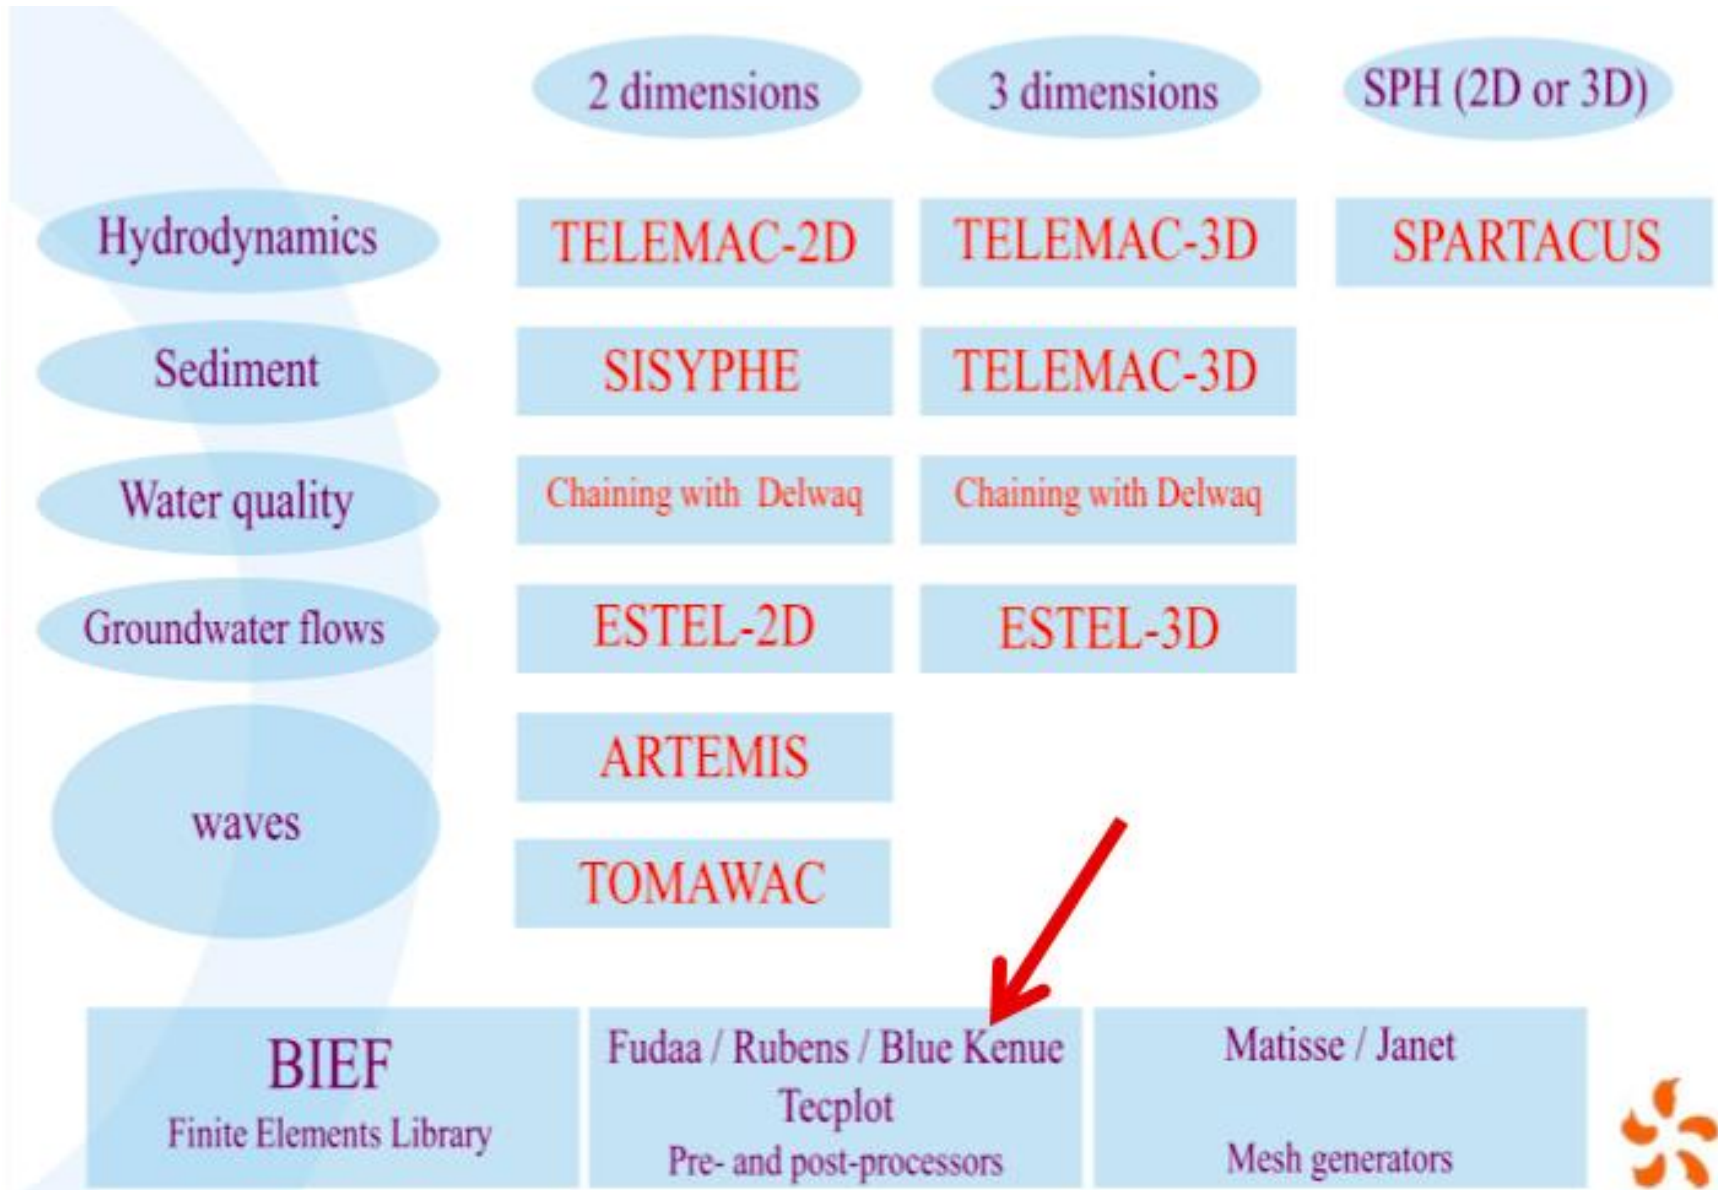 2 dimensions
3 dimensions
SPH (2D or 3D)
Hydrodynamics
TELEMAC-2D
TELEMAC-3D
SPARTACUS
Sediment
SISYPHE
TELEMAC-3D
Water quality
Chaining with Delwaq
Chaining with Delwaq
Groundwater flows
ESTEL-2D
ESTEL-3D
waves
ARTEMIS
TOMAWAC
BIEF
Finite Elements Library
Fudaa / Rubens / Blue Kenue
Tecplot
Pre- and post-processors
Matisse / Janet
Mesh generators